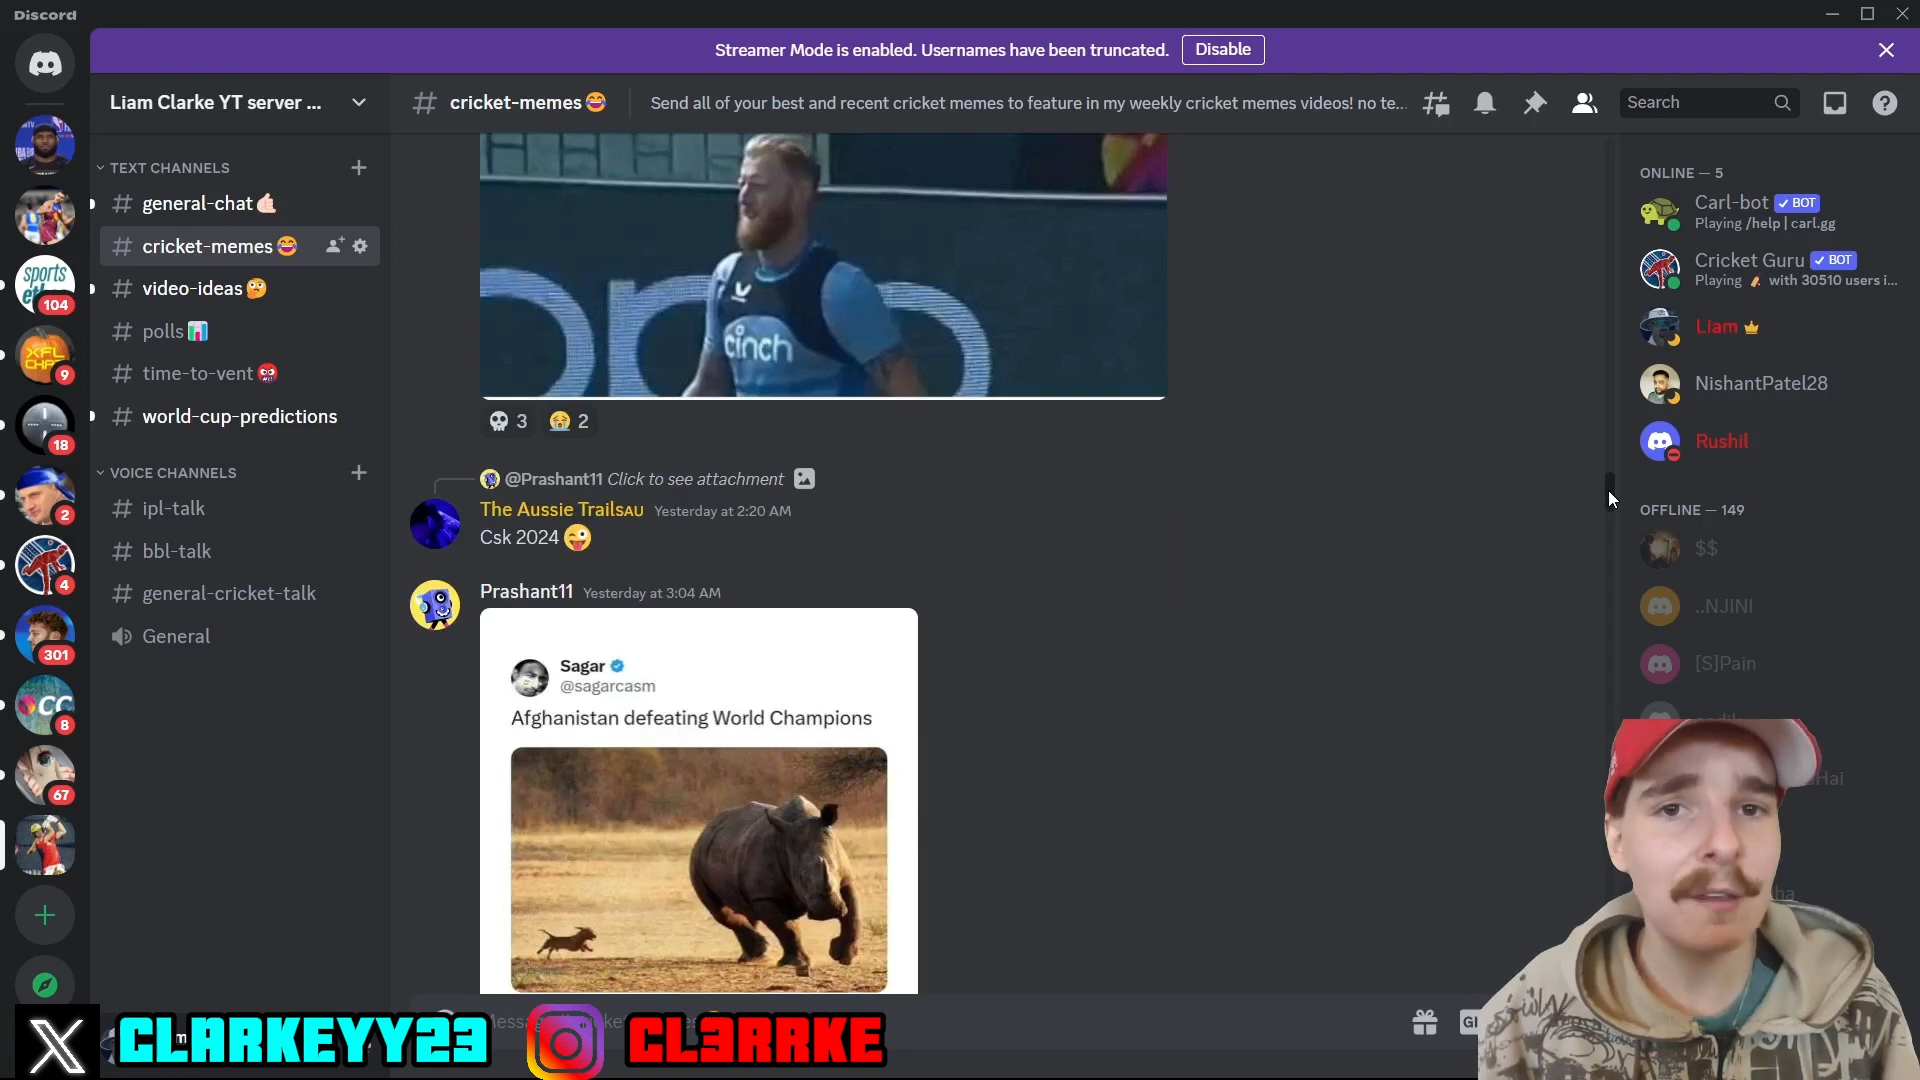 Discord
Streamer Mode is enabled. Usernames have been truncated.
Disable
Liam Clarke YT server ...
cricket-memes😂
Send all of your best and recent cricket memes to feature in my weekly cricket memes videos! no te...
Search
TEXT CHANNELS
general-chat🤙🏻
cricket-memes😂
video-ideas🤔
polls📊
time-to-vent🤬
world-cup-predictions
VOICE CHANNELS
ipl-talk
bbl-talk
general-cricket-talk
General
sports
104
XFL
9
18
2
4
301
CC
8
67
cinch
💀 3
😭 2
@Prashant11 Click to see attachment
The Aussie TrailsAU Yesterday at 2:20 AM
Csk 2024 😜
Prashant11 Yesterday at 3:04 AM
Sagar
@sagarcasm
Afghanistan defeating World Champions
ONLINE — 5
Carl-bot ✓ BOT
Playing /help | carl.gg
Cricket Guru ✓ BOT
Playing 🏏 with 30510 users i...
Liam
NishantPatel28
Rushil
OFFLINE — 149
$$
..NJINI
[S]Pain
CLARKEYY23
CL3RRKE